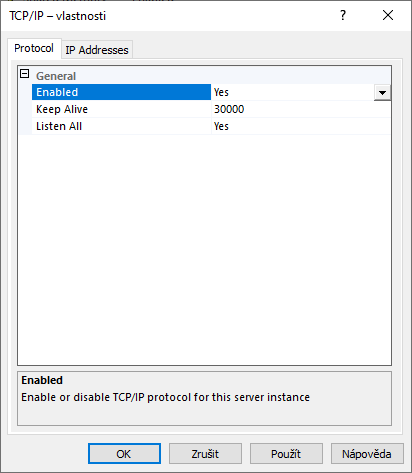 TCP/IP – vlastnosti
Protocol IP Addresses
General
Enabled Yes
Keep Alive 30000
Listen All Yes
Enabled
Enable or disable TCP/IP protocol for this server instance
OK Zrušit Použít Nápověda